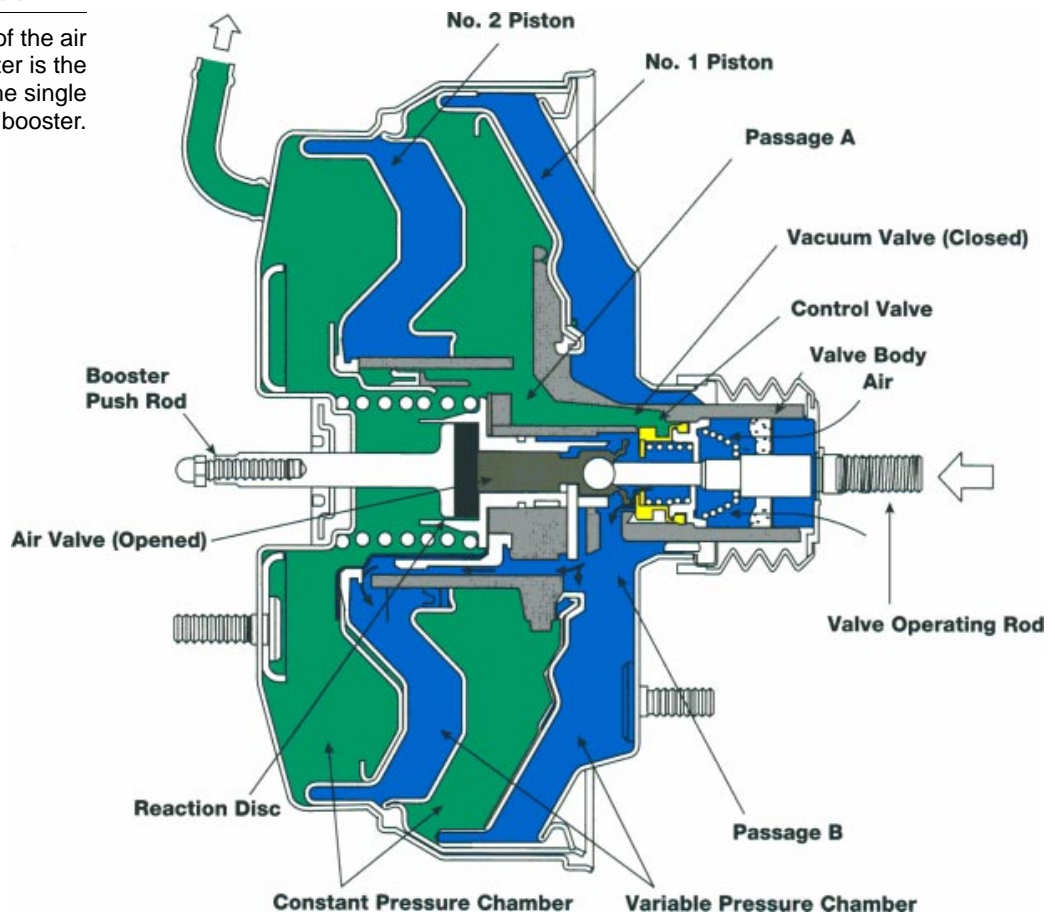 of the air
er is the
ne single
booster.
No. 2 Piston
No. 1 Piston
Passage A
Vacuum Valve (Closed)
Control Valve
Valve Body
Air
Booster
Push Rod
Air Valve (Opened)
Valve Operating Rod
Reaction Disc
Passage B
Constant Pressure Chamber
Variable Pressure Chamber